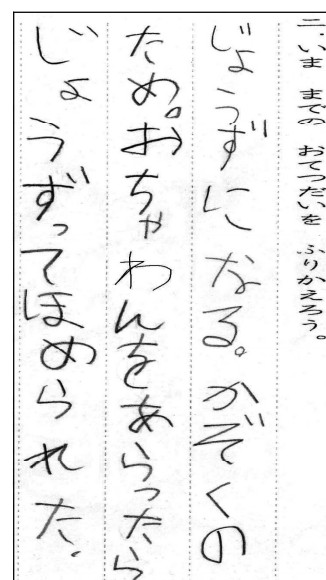 二、いま までの おてつだいを ふりかえろう。
じょうずに なる。かぞくの
ため。おちゃわんをあらったら
じょうずってほめられた。